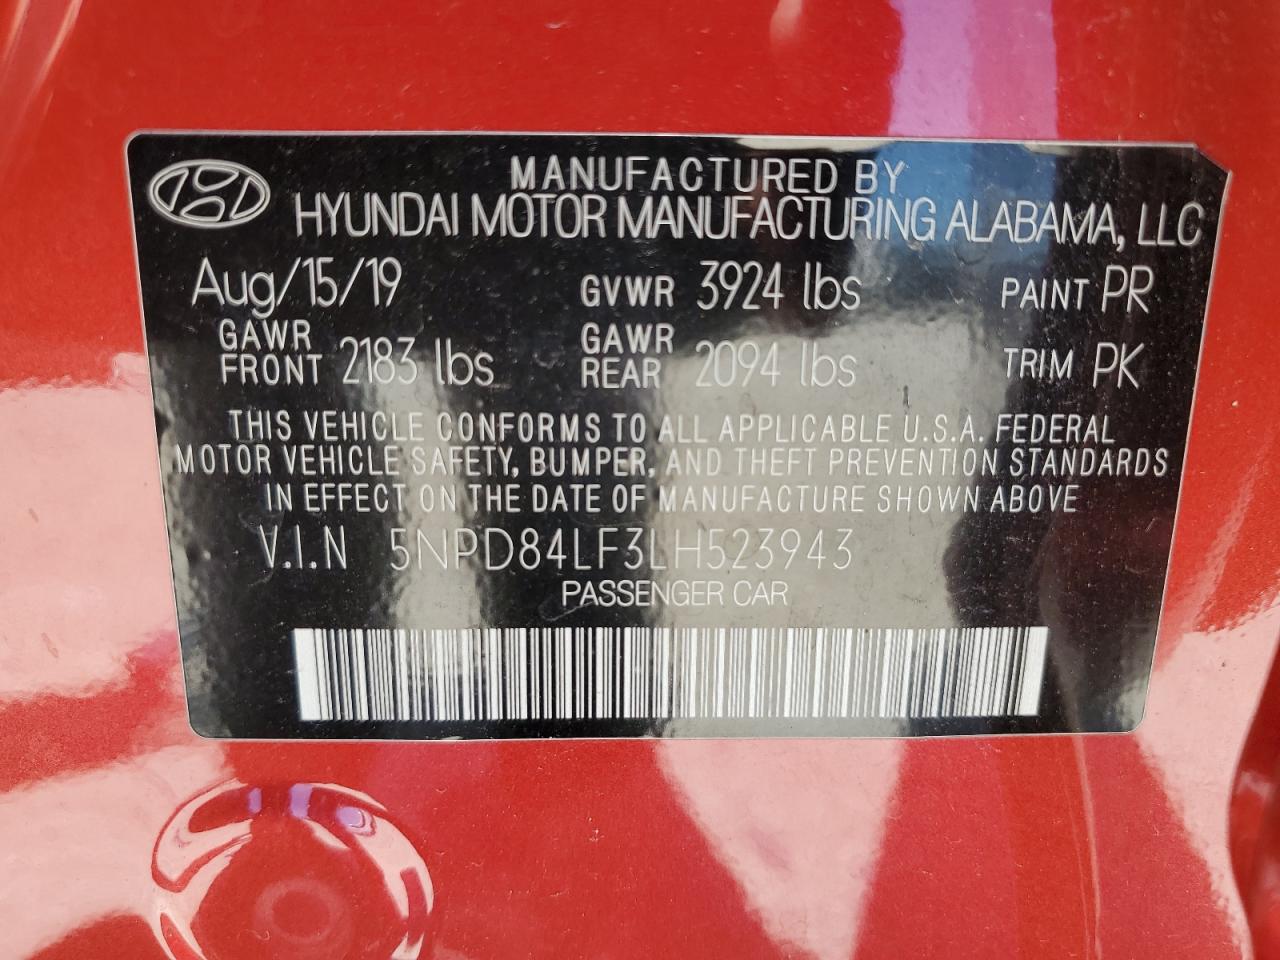 MANUFACTURED BY
HYUNDAI MOTOR MANUFACTURING ALABAMA, LLC
Aug/15/19 GVWR 3924 lbs PAINT PR
GAWR FRONT 2183 lbs GAWR REAR 2094 lbs TRIM PK
THIS VEHICLE CONFORMS TO ALL APPLICABLE U.S.A. FEDERAL
MOTOR VEHICLE SAFETY, BUMPER, AND THEFT PREVENTION STANDARDS
IN EFFECT ON THE DATE OF MANUFACTURE SHOWN ABOVE
V.I.N 5NPD84LF3LH523943
PASSENGER CAR